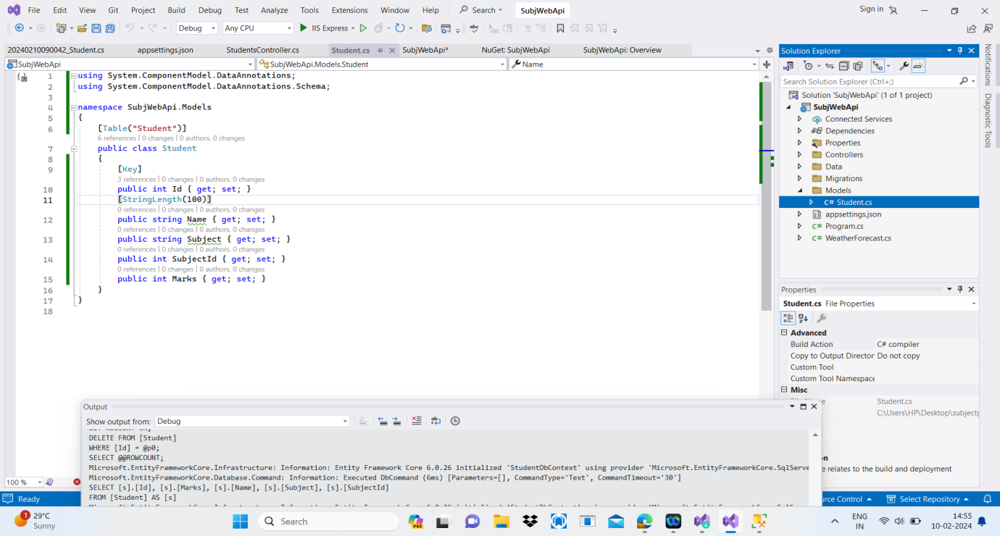 File Edit View Git Project Build Debug Test Analyze Tools Extensions Window Help Search SubjWebApi Sign in
Debug Any CPU IIS Express
20240210090042_Student.cs appsettings.json StudentsController.cs Student.cs SubjWebApi* NuGet: SubjWebApi SubjWebApi: Overview
SubjWebApi SubjWebApi.Models.Student Name
1 using System.ComponentModel.DataAnnotations;
2 using System.ComponentModel.DataAnnotations.Schema;
3
4 namespace SubjWebApi.Models
5 {
6 [Table("Student")]
6 references | 0 changes | 0 authors, 0 changes
7 public class Student
8 {
9 [Key]
3 references | 0 changes | 0 authors, 0 changes
10 public int Id { get; set; }
11 [StringLength(100)]
0 references | 0 changes | 0 authors, 0 changes
12 public string Name { get; set; }
0 references | 0 changes | 0 authors, 0 changes
13 public string Subject { get; set; }
0 references | 0 changes | 0 authors, 0 changes
14 public int SubjectId { get; set; }
0 references | 0 changes | 0 authors, 0 changes
15 public int Marks { get; set; }
16 }
17 }
18
Solution Explorer
Search Solution Explorer (Ctrl+;)
Solution 'SubjWebApi' (1 of 1 project)
SubjWebApi
Connected Services
Dependencies
Properties
Controllers
Data
Migrations
Models
C# Student.cs
appsettings.json
C# Program.cs
C# WeatherForecast.cs
Notifications
Diagnostic Tools
Properties
Student.cs File Properties
Advanced
Build Action C# compiler
Copy to Output Director Do not copy
Custom Tool
Custom Tool Namespace
Misc
Student.cs
C:\Users\HP\Desktop\subjectp
e relates to the build and deployment
Output
Show output from: Debug
DELETE FROM [Student]
WHERE [Id] = @p0;
SELECT @@ROWCOUNT;
Microsoft.EntityFrameworkCore.Infrastructure: Information: Entity Framework Core 6.0.26 initialized 'StudentDbContext' using provider 'Microsoft.EntityFrameworkCore.SqlServe
Microsoft.EntityFrameworkCore.Database.Command: Information: Executed DbCommand (6ms) [Parameters=[], CommandType='Text', CommandTimeout='30']
SELECT [s].[Id], [s].[Marks], [s].[Name], [s].[Subject], [s].[SubjectId]
FROM [Student] AS [s]
100 %
Ready urce Control Select Repository
1 29°C
Sunny
Search
PRE
ENG
IN
14:55
10-02-2024